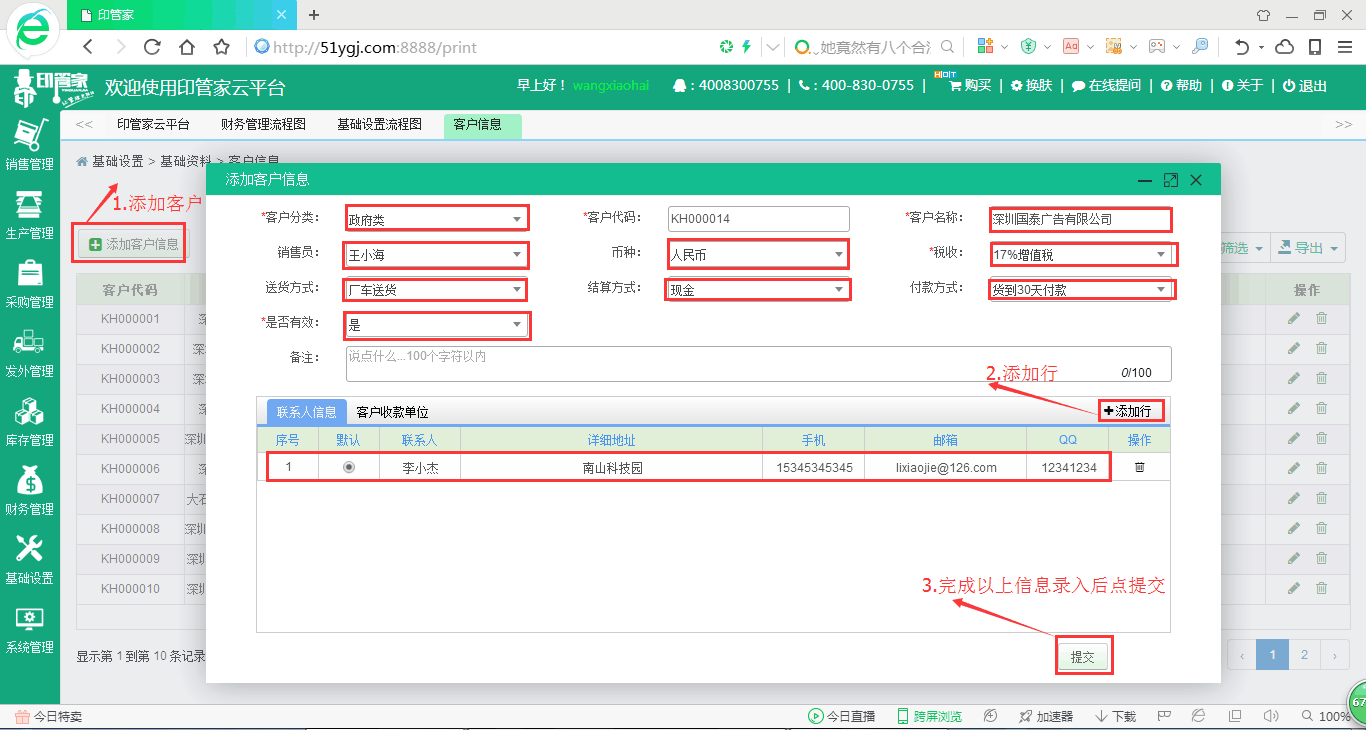 印管家
http://51ygj.com:8888/print
她竟然有八个合
印管家
欢迎使用印管家云平台
早上好！ wangxiaohai : 4008300755 | : 400-830-0755 | HOT 购买 | 换肤 | 在线提问 | 帮助 | 关于 | 退出
<< 印管家云平台 财务管理流程图 基础设置流程图 客户信息 >>
销售管理
生产管理
采购管理
发外管理
库存管理
财务管理
基础设置
系统管理
基础设置 > 基础资料 > 客户信息
1.添加客户
添加客户信息
筛选 导出
客户代码 操作
KH000001 深
KH000002 深
KH000003 深
KH000004 深
KH000005 深圳
KH000006 深
KH000007 大石
KH000008 深圳
KH000009 深圳
KH000010 深
显示第 1 到第 10 条记录
‹ 1 2 ›
添加客户信息
*客户分类: 政府类 *客户代码: KH000014 *客户名称: 深圳国泰广告有限公司
销售员: 王小海 币种: 人民币 *税收: 17%增值税
送货方式: 厂车送货 结算方式: 现金 付款方式: 货到30天付款
*是否有效: 是
备注: 说点什么...100个字符以内
0/100
2.添加行
联系人信息 客户收款单位 添加行
序号 默认 联系人 详细地址 手机 邮箱 QQ 操作
1 李小杰 南山科技园 15345345345 lixiaojie@126.com 12341234
3.完成以上信息录入后点提交
提交
今日特卖 今日直播 跨屏浏览 加速器 下载 100%
67